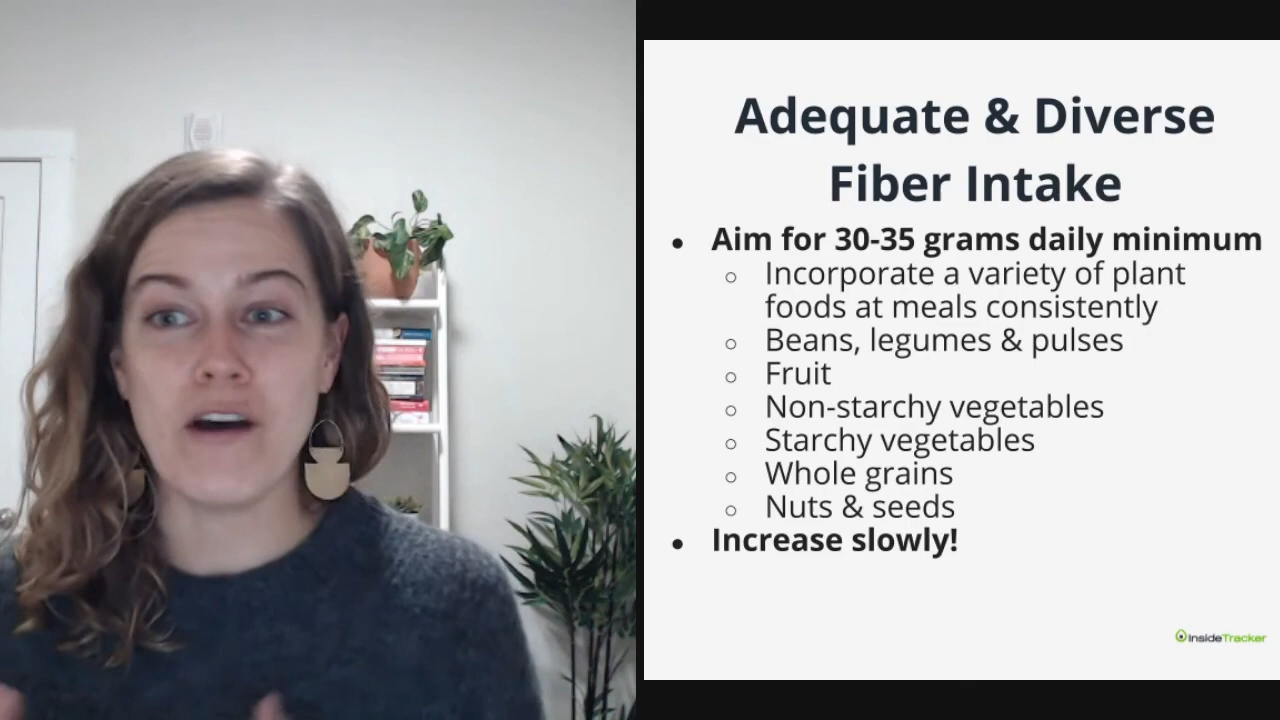 Adequate & Diverse
Fiber Intake
● Aim for 30-35 grams daily minimum
○ Incorporate a variety of plant
foods at meals consistently
○ Beans, legumes & pulses
○ Fruit
○ Non-starchy vegetables
○ Starchy vegetables
○ Whole grains
○ Nuts & seeds
● Increase slowly!
InsideTracker